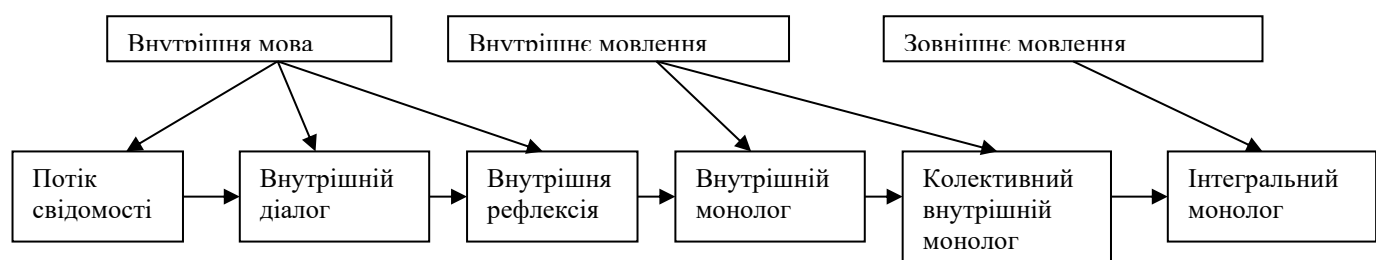 Внутрішня мова
Внутрішнє мовлення
Зовнішнє мовлення
Потік
свідомості
Внутрішній
діалог
Внутрішня
рефлексія
Внутрішній
монолог
Колективний
внутрішній
монолог
Інтегральний
монолог